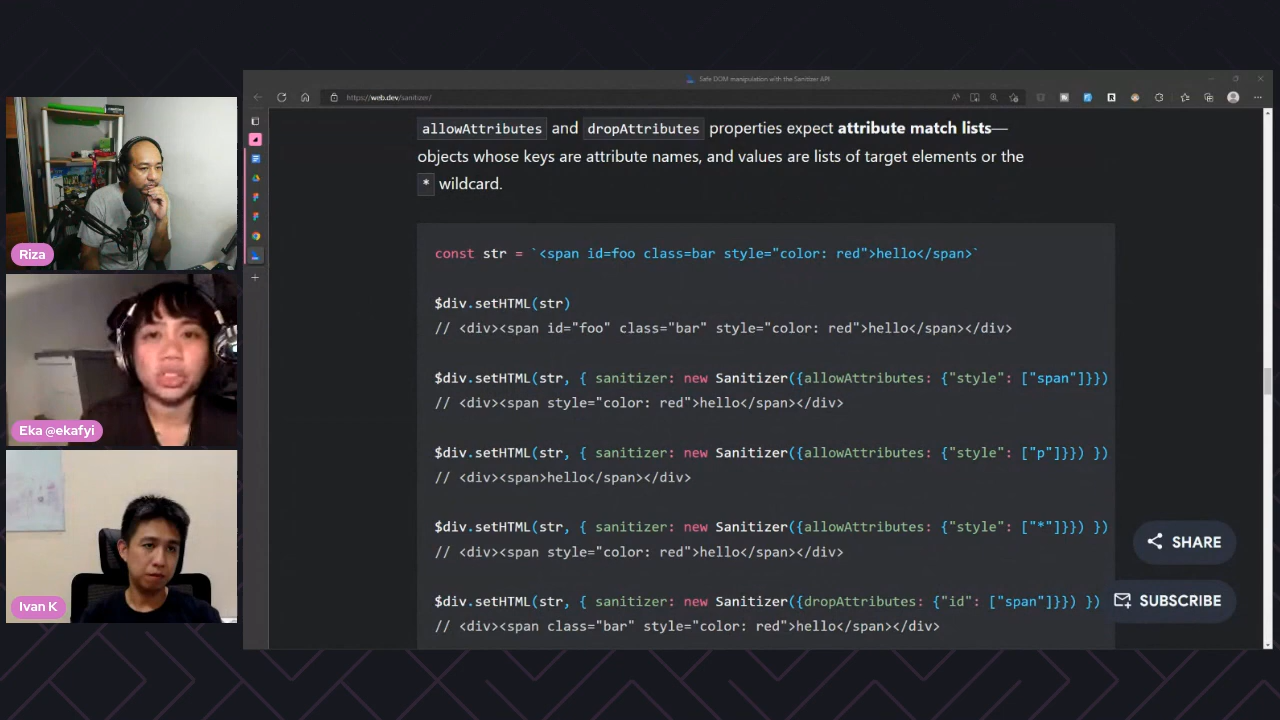 Safe DOM manipulation with the Sanitizer API
https://web.dev/sanitizer/
allowAttributes and dropAttributes properties expect attribute match lists—
objects whose keys are attribute names, and values are lists of target elements or the
* wildcard.
const str = `<span id=foo class=bar style="color: red">hello</span>`
$div.setHTML(str)
// <div><span id="foo" class="bar" style="color: red">hello</span></div>
$div.setHTML(str, { sanitizer: new Sanitizer({allowAttributes: {"style": ["span"]}})
// <div><span style="color: red">hello</span></div>
$div.setHTML(str, { sanitizer: new Sanitizer({allowAttributes: {"style": ["p"]}}) })
// <div><span>hello</span></div>
$div.setHTML(str, { sanitizer: new Sanitizer({allowAttributes: {"style": ["*"]}}) })
// <div><span style="color: red">hello</span></div>
$div.setHTML(str, { sanitizer: new Sanitizer({dropAttributes: {"id": ["span"]}}) })
// <div><span class="bar" style="color: red">hello</span></div>
SHARE
SUBSCRIBE
Riza
Eka @ekafyi
Ivan K